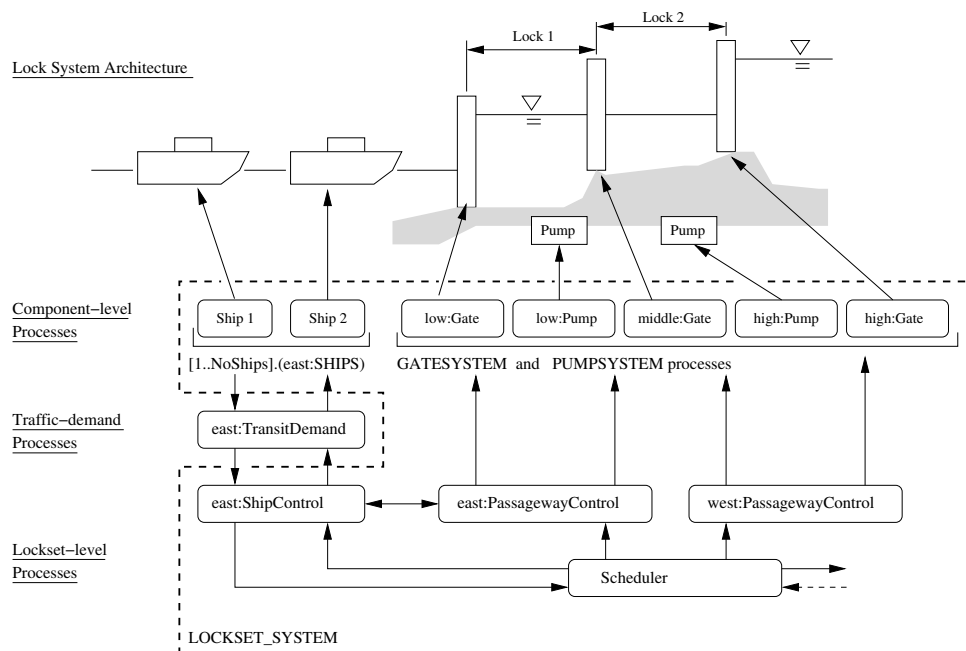 Lock 2
Lock 1
Lock System Architecture
Pump
Pump
Component−level
Processes
Ship 1
Ship 2
low:Gate
low:Pump
middle:Gate
high:Pump
high:Gate
[1..NoShips].(east:SHIPS)
GATESYSTEM and PUMPSYSTEM processes
Traffic−demand
Processes
east:TransitDemand
east:ShipControl
east:PassagewayControl
west:PassagewayControl
Lockset−level
Processes
Scheduler
LOCKSET_SYSTEM